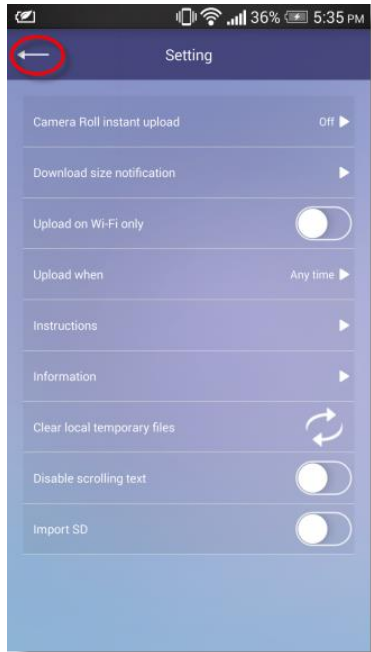 36% 5:35 PM
Setting
Camera Roll instant upload Off
Download size notification
Upload on Wi-Fi only
Upload when Any time
Instructions
Information
Clear local temporary files
Disable scrolling text
Import SD